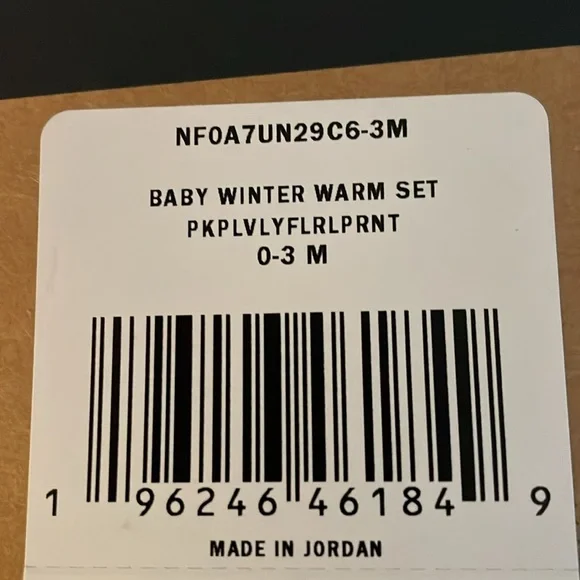 NF0A7UN29C6-3M
BABY WINTER WARM SET
PKPLVLYFLRLPRNT
0-3 M
1 96246 46184 9
MADE IN JORDAN